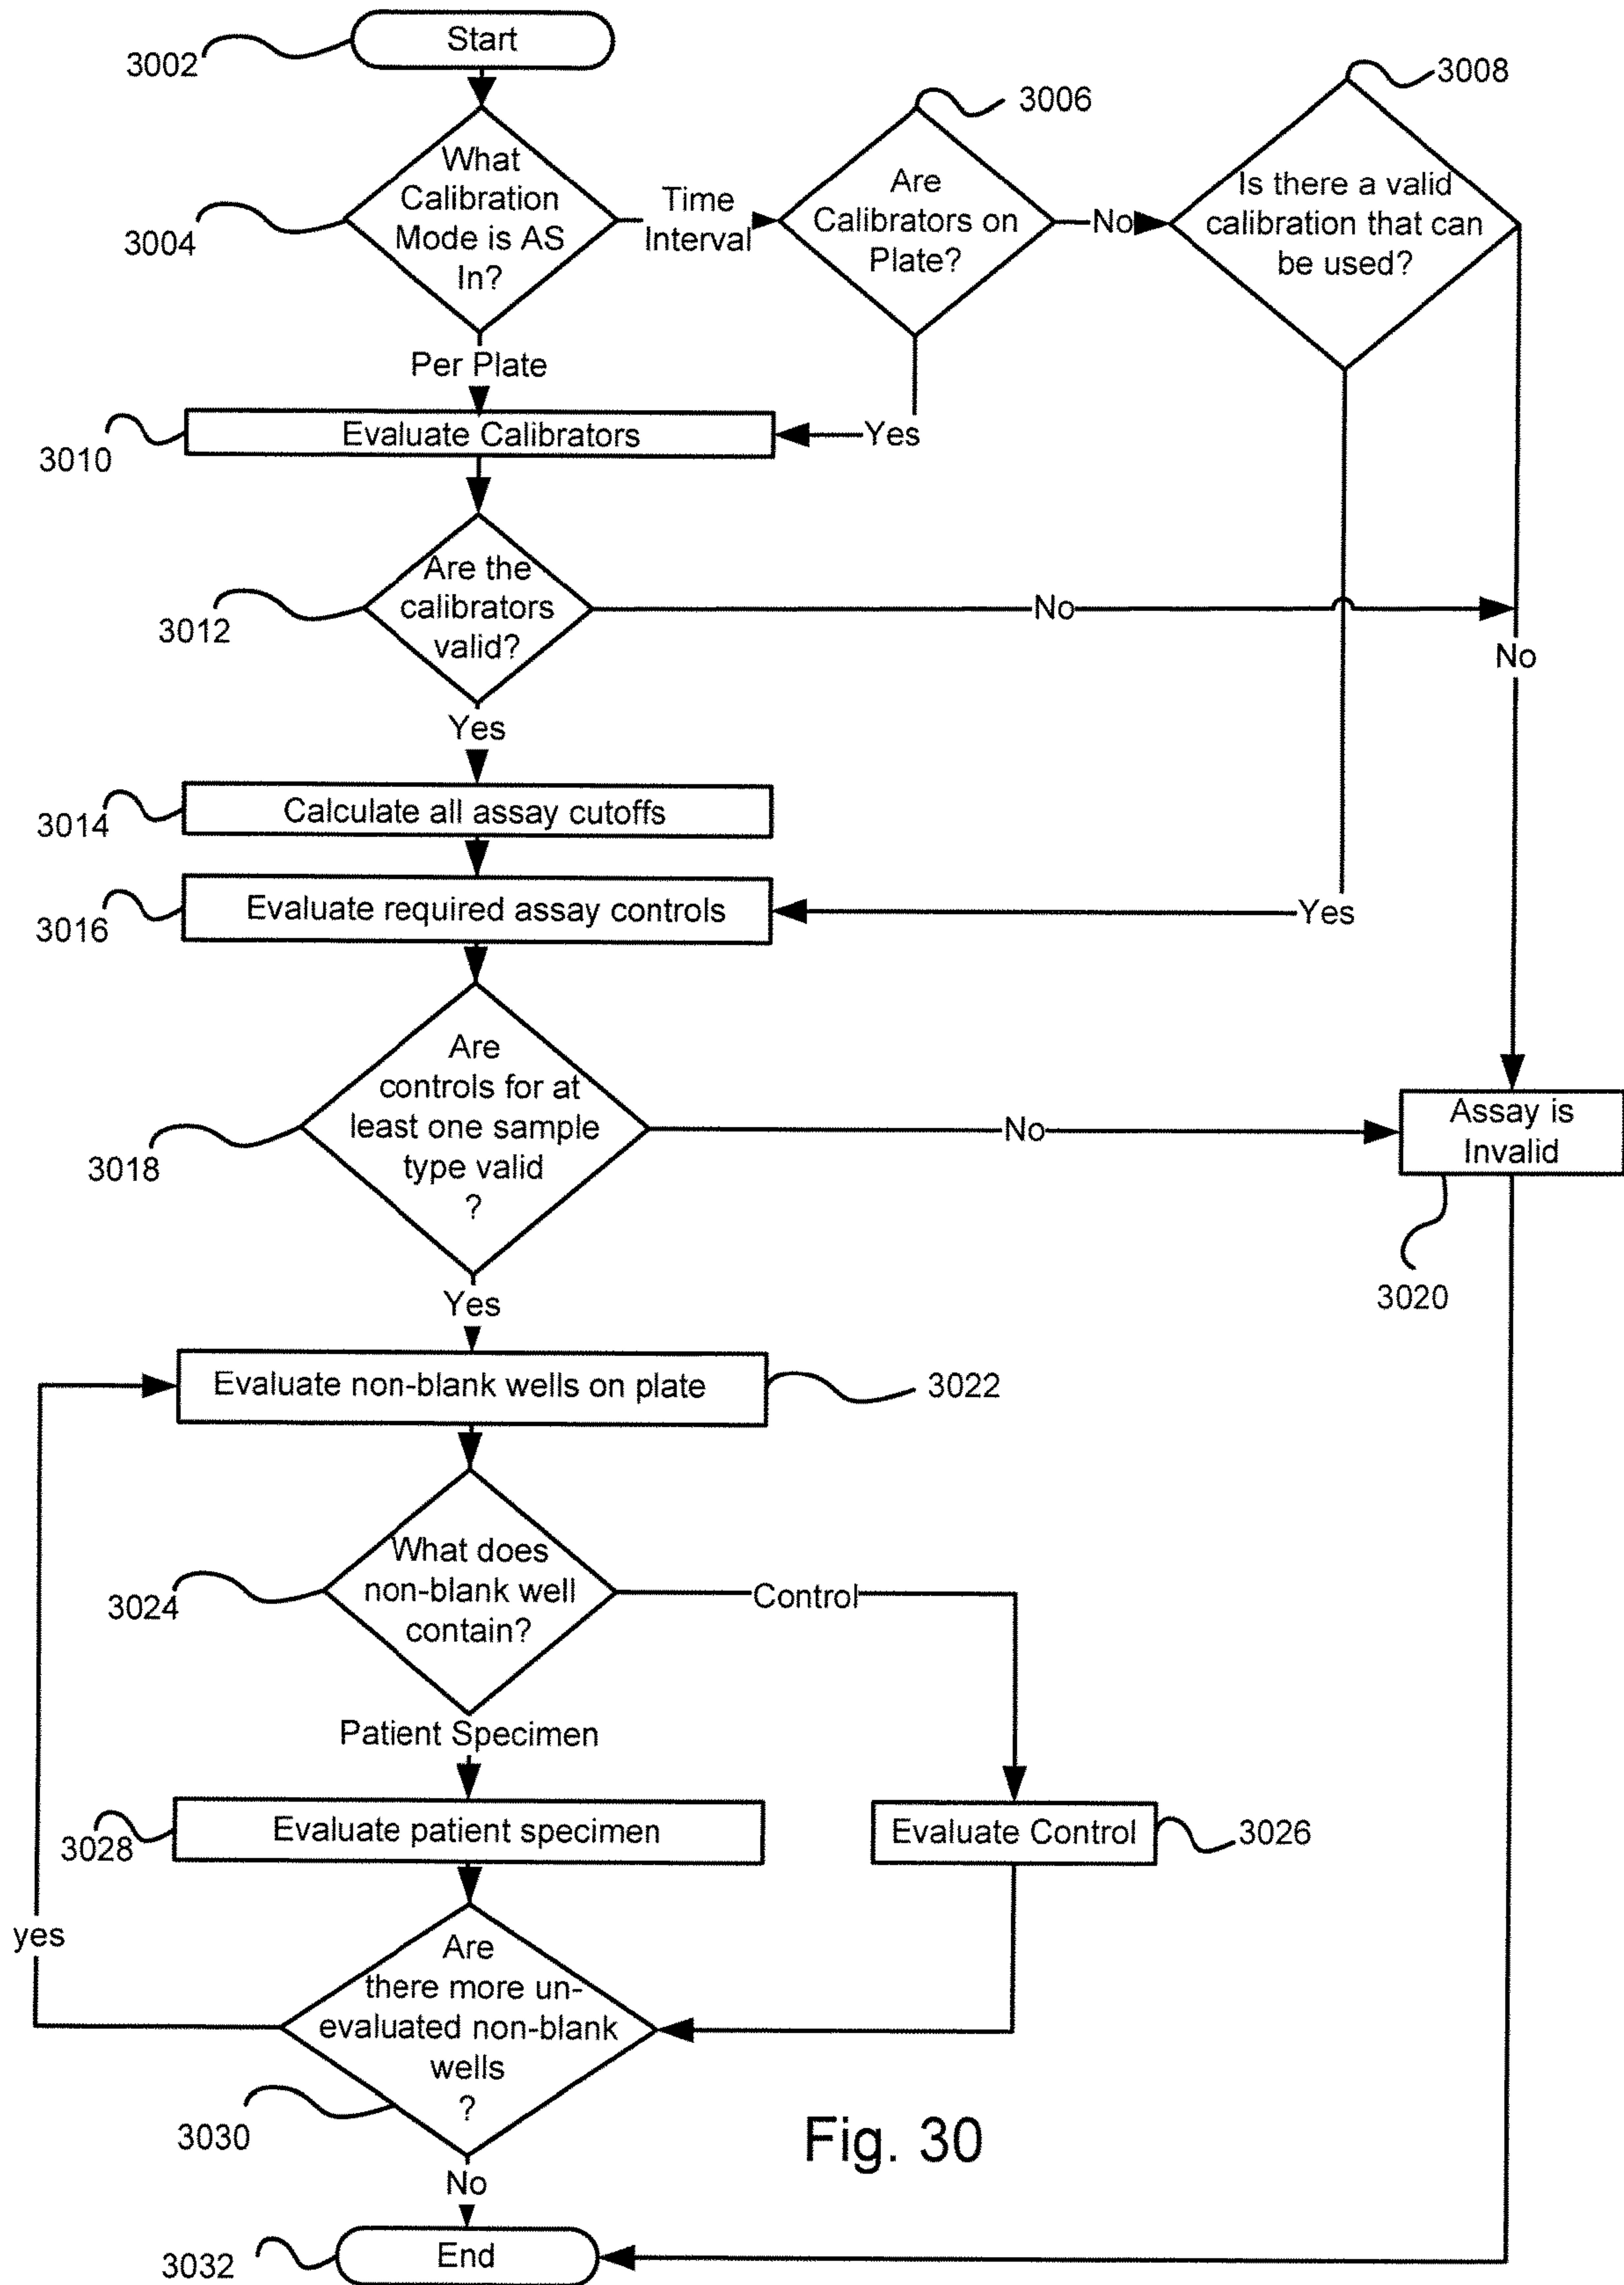 Start
3002
3006
3008
What
Calibration
Mode is AS
In?
3004
Time
Interval
Are
Calibrators on
Plate?
No
Is there a valid
calibration that can
be used?
Per Plate
Evaluate Calibrators
3010
Yes
Are the
calibrators
valid?
3012
No
No
Yes
Calculate all assay cutoffs
3014
Evaluate required assay controls
3016
Yes
Are
controls for at
least one sample
type valid
?
3018
No
Assay is
Invalid
3020
Yes
Evaluate non-blank wells on plate
3022
What does
non-blank well
contain?
3024
Control
Patient Specimen
Evaluate patient specimen
3028
Evaluate Control
3026
yes
Are
there more un-
evaluated non-blank
wells
?
3030
Fig. 30
No
End
3032